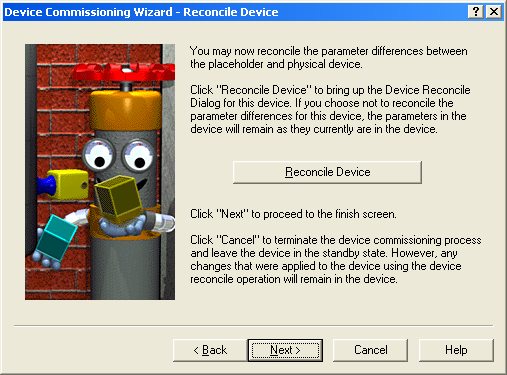 Device Commissioning Wizard - Reconcile Device
You may now reconcile the parameter differences between
the placeholder and physical device.
Click "Reconcile Device" to bring up the Device Reconcile
Dialog for this device. If you choose not to reconcile the
parameter differences for this device, the parameters in the
device will remain as they currently are in the device.
Reconcile Device
Click "Next" to proceed to the finish screen.
Click "Cancel" to terminate the device commissioning process
and leave the device in the standby state. However, any
changes that were applied to the device using the device
reconcile operation will remain in the device.
< Back Next > Cancel Help